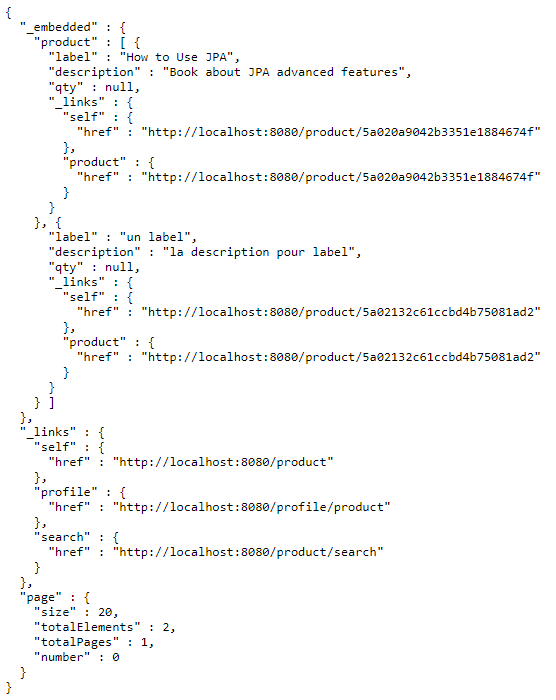 {
  "_embedded" : {
    "product" : [ {
      "label" : "How to Use JPA",
      "description" : "Book about JPA advanced features",
      "qty" : null,
      "_links" : {
        "self" : {
          "href" : "http://localhost:8080/product/5a020a9042b3351e1884674f"
        },
        "product" : {
          "href" : "http://localhost:8080/product/5a020a9042b3351e1884674f"
        }
      }
    }, {
      "label" : "un label",
      "description" : "la description pour label",
      "qty" : null,
      "_links" : {
        "self" : {
          "href" : "http://localhost:8080/product/5a02132c61ccbd4b75081ad2"
        },
        "product" : {
          "href" : "http://localhost:8080/product/5a02132c61ccbd4b75081ad2"
        }
      }
    } ]
  },
  "_links" : {
    "self" : {
      "href" : "http://localhost:8080/product"
    },
    "profile" : {
      "href" : "http://localhost:8080/profile/product"
    },
    "search" : {
      "href" : "http://localhost:8080/product/search"
    }
  },
  "page" : {
    "size" : 20,
    "totalElements" : 2,
    "totalPages" : 1,
    "number" : 0
  }
}